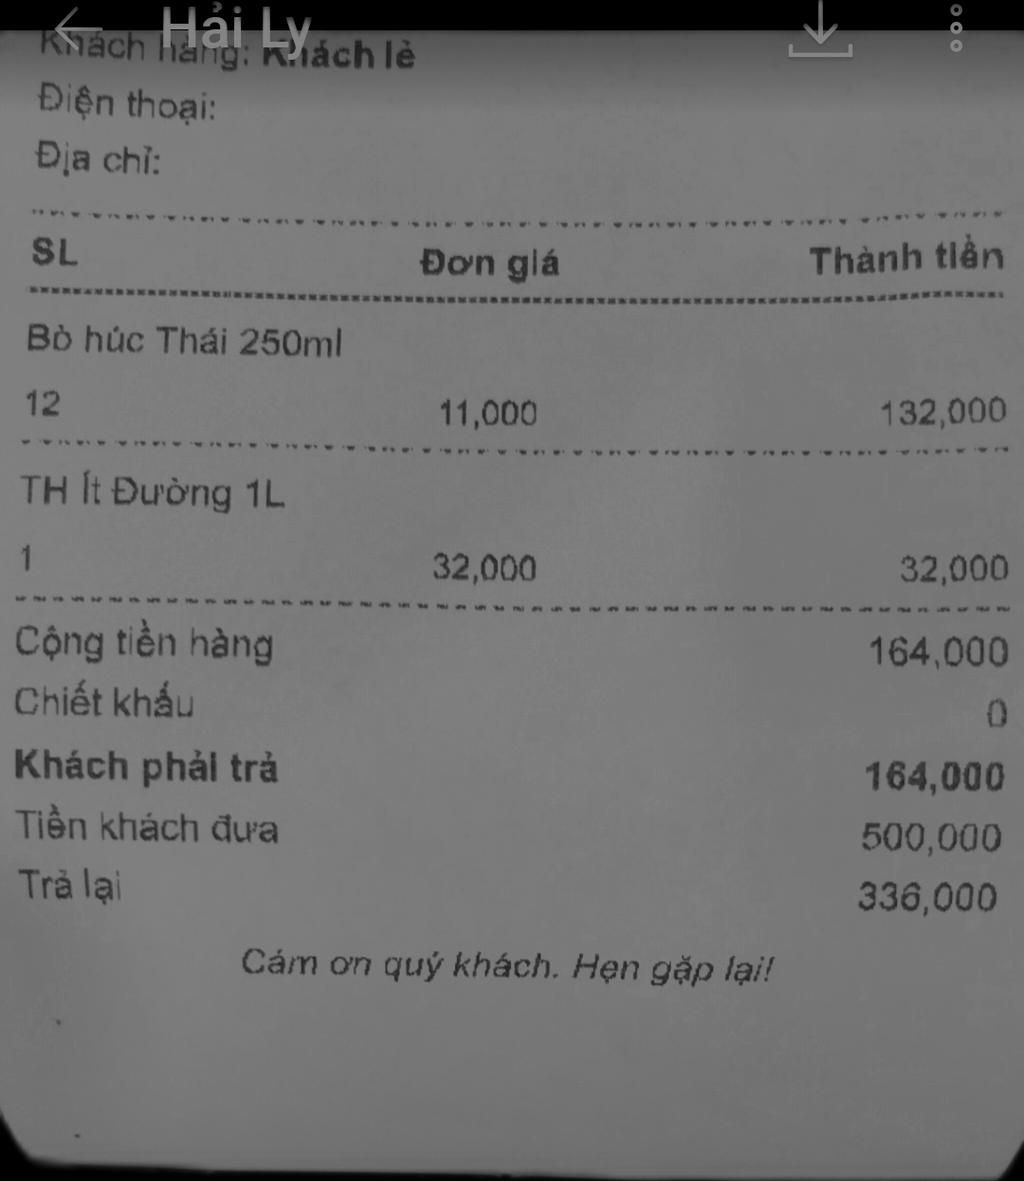 Hải Ly
Khách hàng: Khách lẻ
Điện thoại:
Địa chỉ:
SL Đơn giá Thành tiền
Bò húc Thái 250ml
12 11,000 132,000
TH Ít Đường 1L
1 32,000 32,000
Cộng tiền hàng 164,000
Chiết khấu 0
Khách phải trả 164,000
Tiền khách đưa 500,000
Trả lại 336,000
Cám ơn quý khách. Hẹn gặp lại!